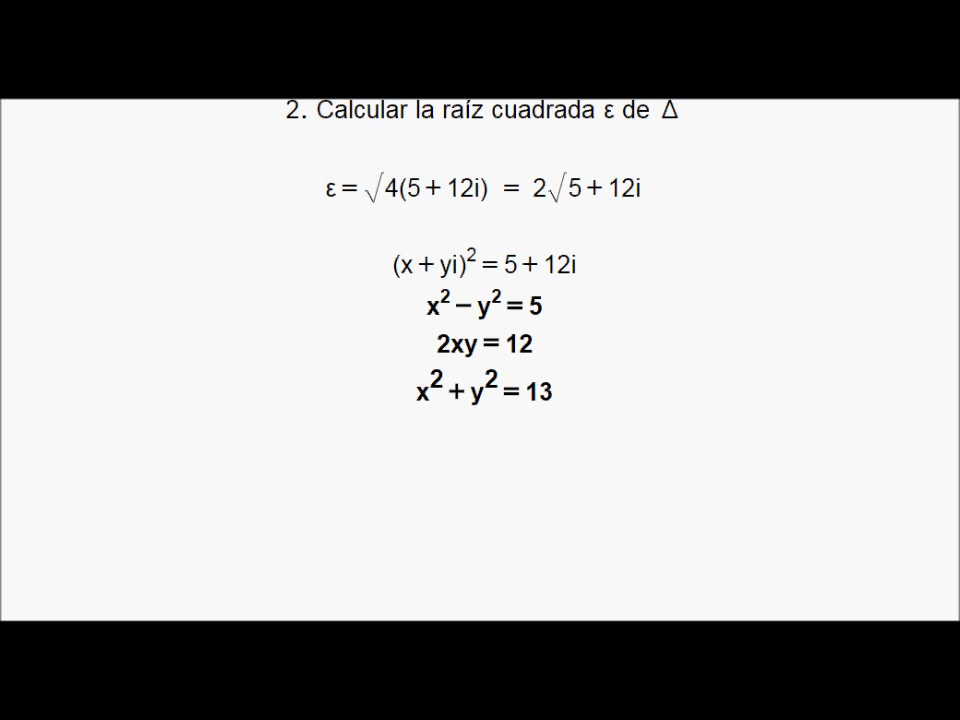 2. Calcular la raíz cuadrada ε de Δ
ε = √4(5 + 12i) = 2√5 + 12i
(x + yi)² = 5 + 12i
x² − y² = 5
2xy = 12
x² + y² = 13